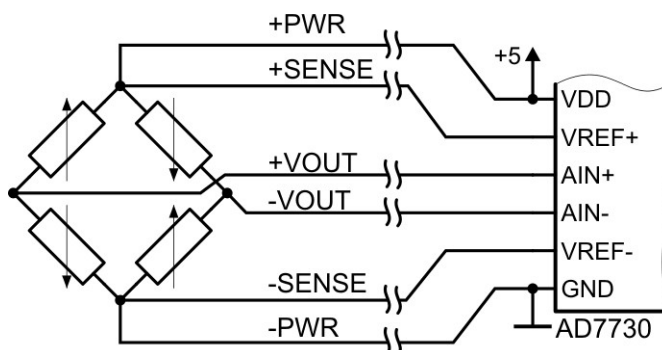 +PWR
+5
+SENSE
VDD
VREF+
+VOUT
AIN+
-VOUT
AIN-
VREF-
-SENSE
GND
-PWR
AD7730